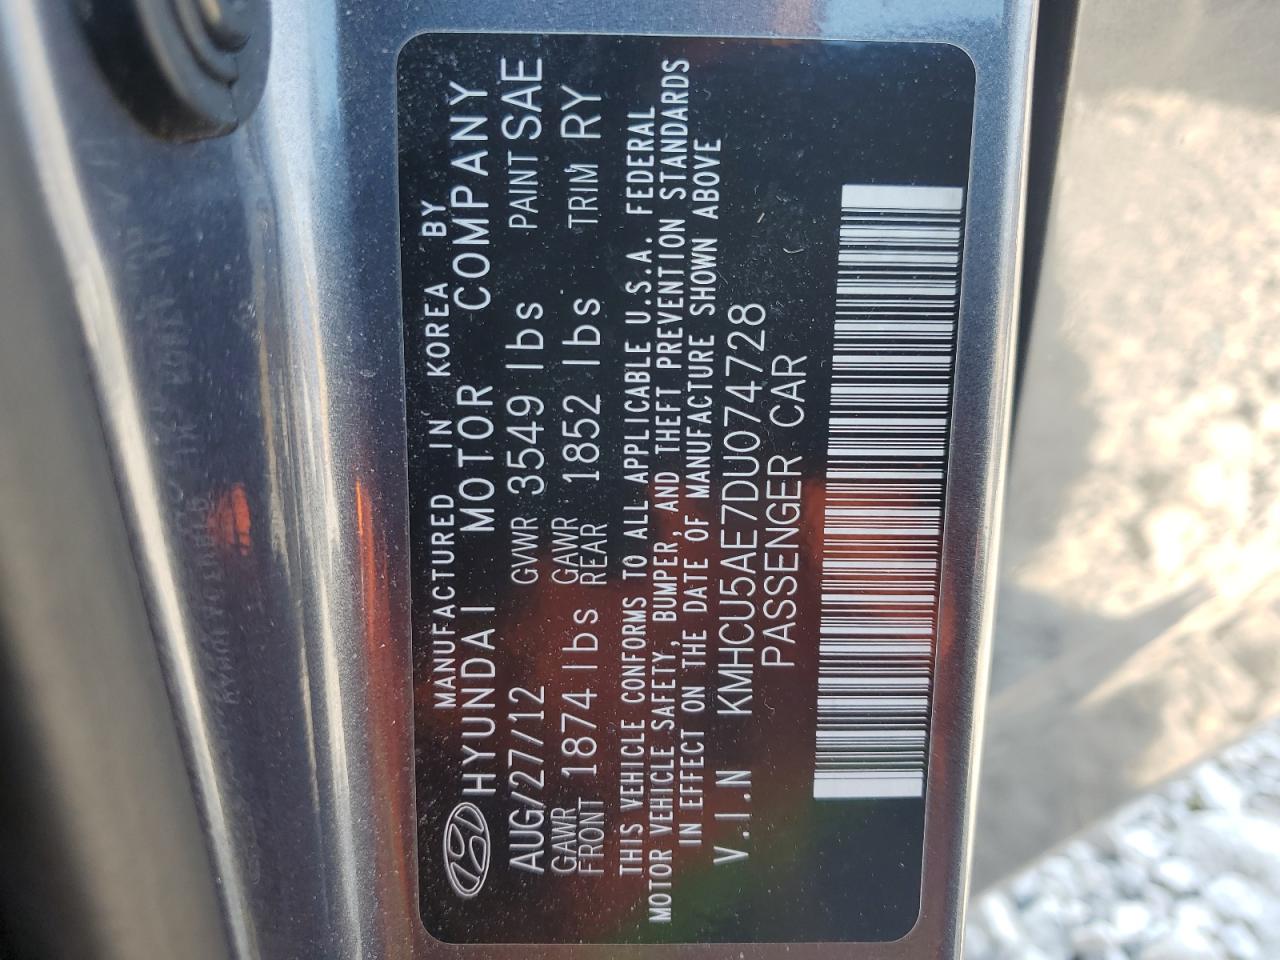 MANUFACTURED IN KOREA BY
HYUNDAI MOTOR COMPANY
AUG/27/12 GVWR 3549 lbs PAINT SAE
GAWR FRONT 1874 lbs GAWR REAR 1852 lbs TRIM RY
THIS VEHICLE CONFORMS TO ALL APPLICABLE U.S.A. FEDERAL
MOTOR VEHICLE SAFETY, BUMPER, AND THEFT PREVENTION STANDARDS
IN EFFECT ON THE DATE OF MANUFACTURE SHOWN ABOVE
V.I.N KMHCU5AE7DU074728
PASSENGER CAR